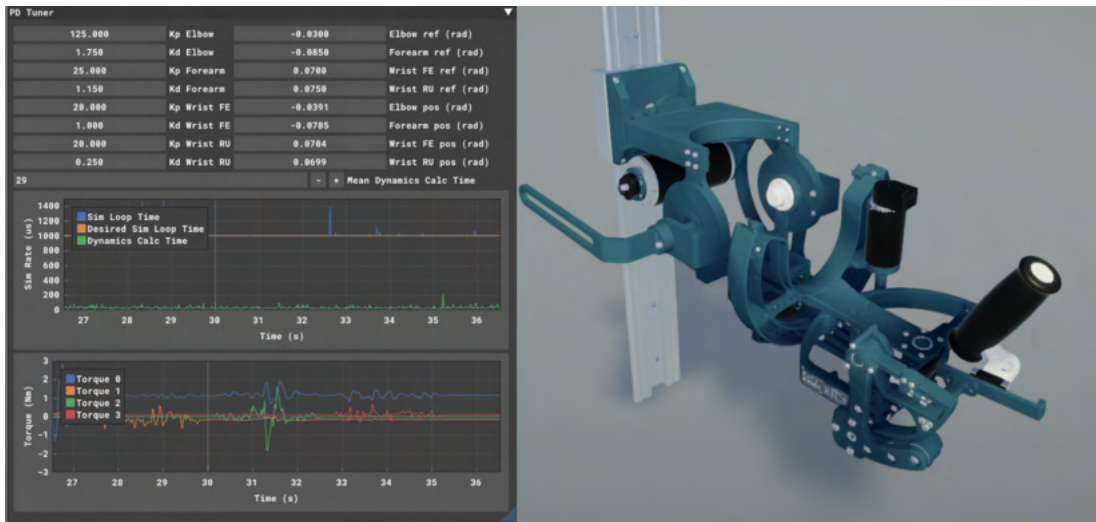 PD Tuner
125.000 Kp Elbow -0.0300 Elbow ref (rad)
1.750 Kd Elbow -0.0850 Forearm ref (rad)
25.000 Kp Forearm 0.0700 Wrist FE ref (rad)
1.150 Kd Forearm 0.0750 Wrist RU ref (rad)
20.000 Kp Wrist FE -0.0391 Elbow pos (rad)
1.000 Kd Wrist FE -0.0785 Forearm pos (rad)
20.000 Kp Wrist RU 0.0704 Wrist FE pos (rad)
0.250 Kd Wrist RU 0.0699 Wrist RU pos (rad)
29 - + Mean Dynamics Calc Time
Sim Rate (us)
1400
1200
1000
800
600
400
200
0
Sim Loop Time
Desired Sim Loop Time
Dynamics Calc Time
27 28 29 30 31 32 33 34 35 36
Time (s)
Torque (Nm)
3
2
1
0
-1
-2
-3
Torque 0
Torque 1
Torque 2
Torque 3
27 28 29 30 31 32 33 34 35 36
Time (s)